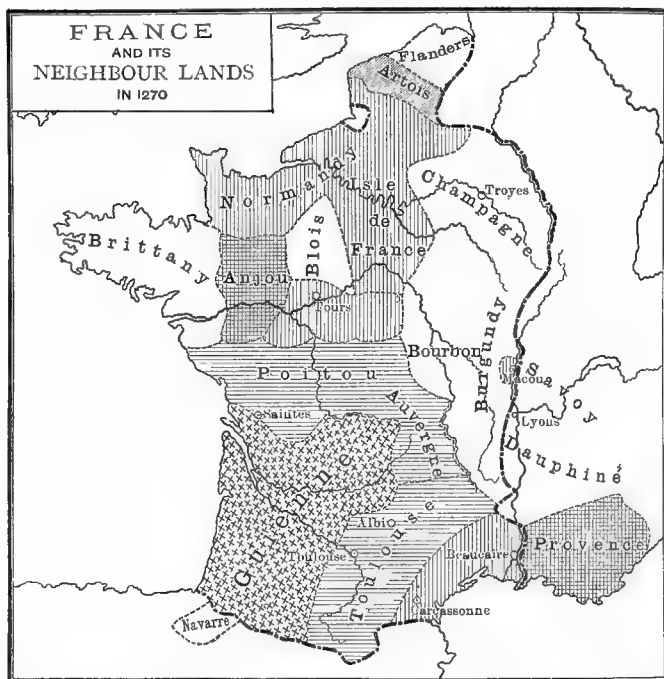 FRANCE
AND ITS
NEIGHBOUR LANDS
IN 1270
Flanders
Artois
Normandy
Isle
de
France
Champagne
Troyes
Brittany
Anjou
Blois
Tours
Burgundy
Bourbon
Poitou
Macou
Savoy
Saintes
Auvergne
Lyons
Dauphiné
Guienne
Albi
Toulouse
Toulouse
Beaucaire
Provence
Carcassonne
Navarre